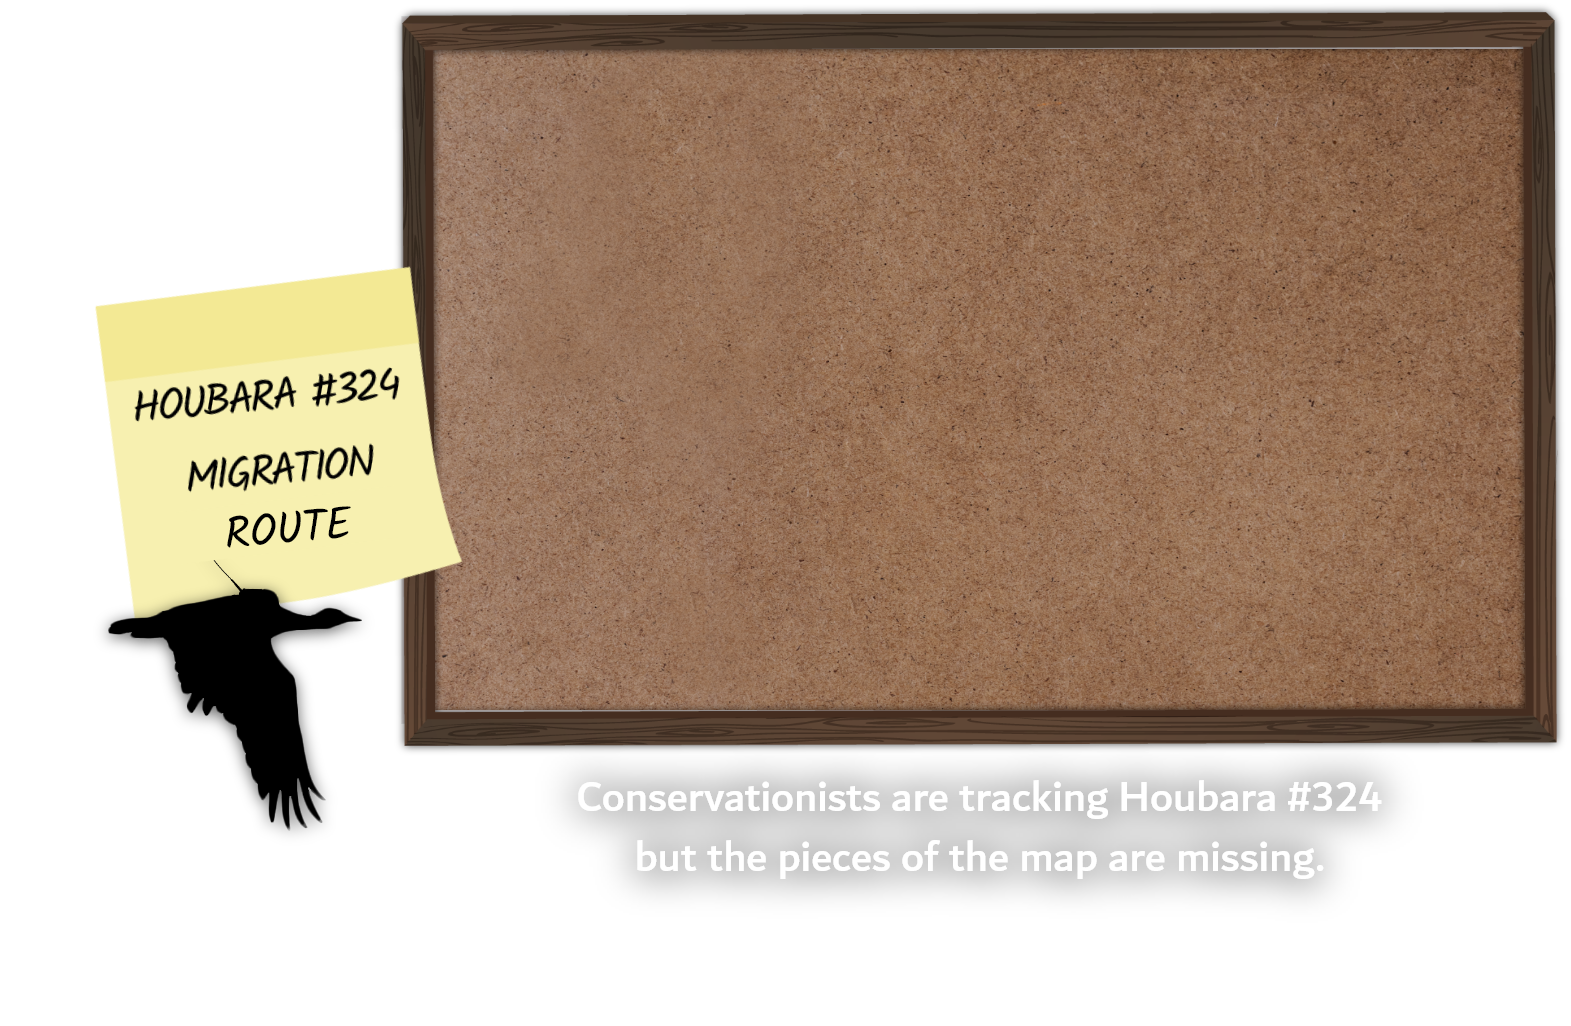 HOUBARA #324
MIGRATION
ROUTE
Conservationists are tracking Houbara #324
but the pieces of the map are missing.